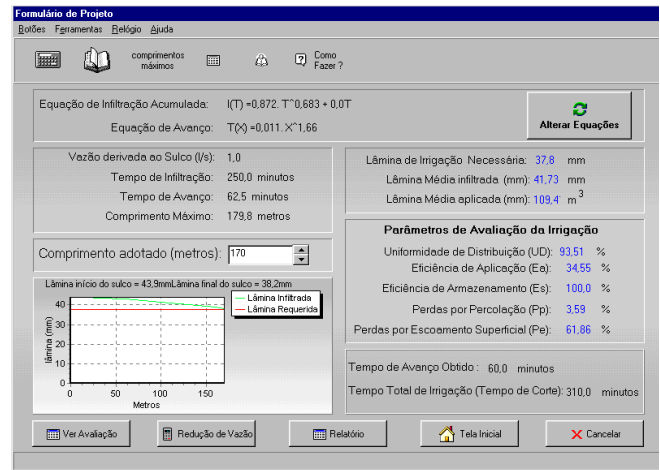 Formulário de Projeto
Botões Ferramentas Relógio Ajuda
comprimentos
máximos
Como
Fazer ?
Equação de Infiltração Acumulada: I(T) =0,872. T^0,683 + 0,0T
Equação de Avanço: T(X) =0,011. X^1,66
Alterar Equações
Vazão derivada ao Sulco (l/s): 1,0
Tempo de Infiltração: 250,0 minutos
Tempo de Avanço: 62,5 minutos
Comprimento Máximo: 179,8 metros
Lâmina de Irrigação Necessária: 37,8 mm
Lâmina Média infiltrada (mm): 41,73 mm
Lâmina Média aplicada (mm): 109,4 m3
Comprimento adotado (metros): 170
Parâmetros de Avaliação da Irrigação
Uniformidade de Distribuição (UD): 93,51 %
Eficiência de Aplicação (Ea): 34,55 %
Eficiência de Armazenamento (Es): 100,0 %
Perdas por Percolação (Pp): 3,59 %
Perdas por Escoamento Superficial (Pe): 61,86 %
Lâmina início do sulco = 43,9mmLâmina final do sulco = 38,2mm
Lâmina Infiltrada
Lâmina Requerida
lâmina (mm)
40
30
20
10
0
0 50 100 150
Metros
Tempo de Avanço Obtido : 60,0 minutos
Tempo Total de Irrigação (Tempo de Corte): 310,0 minutos
Ver Avaliação
Redução de Vazão
Relatório
Tela Inicial
Cancelar